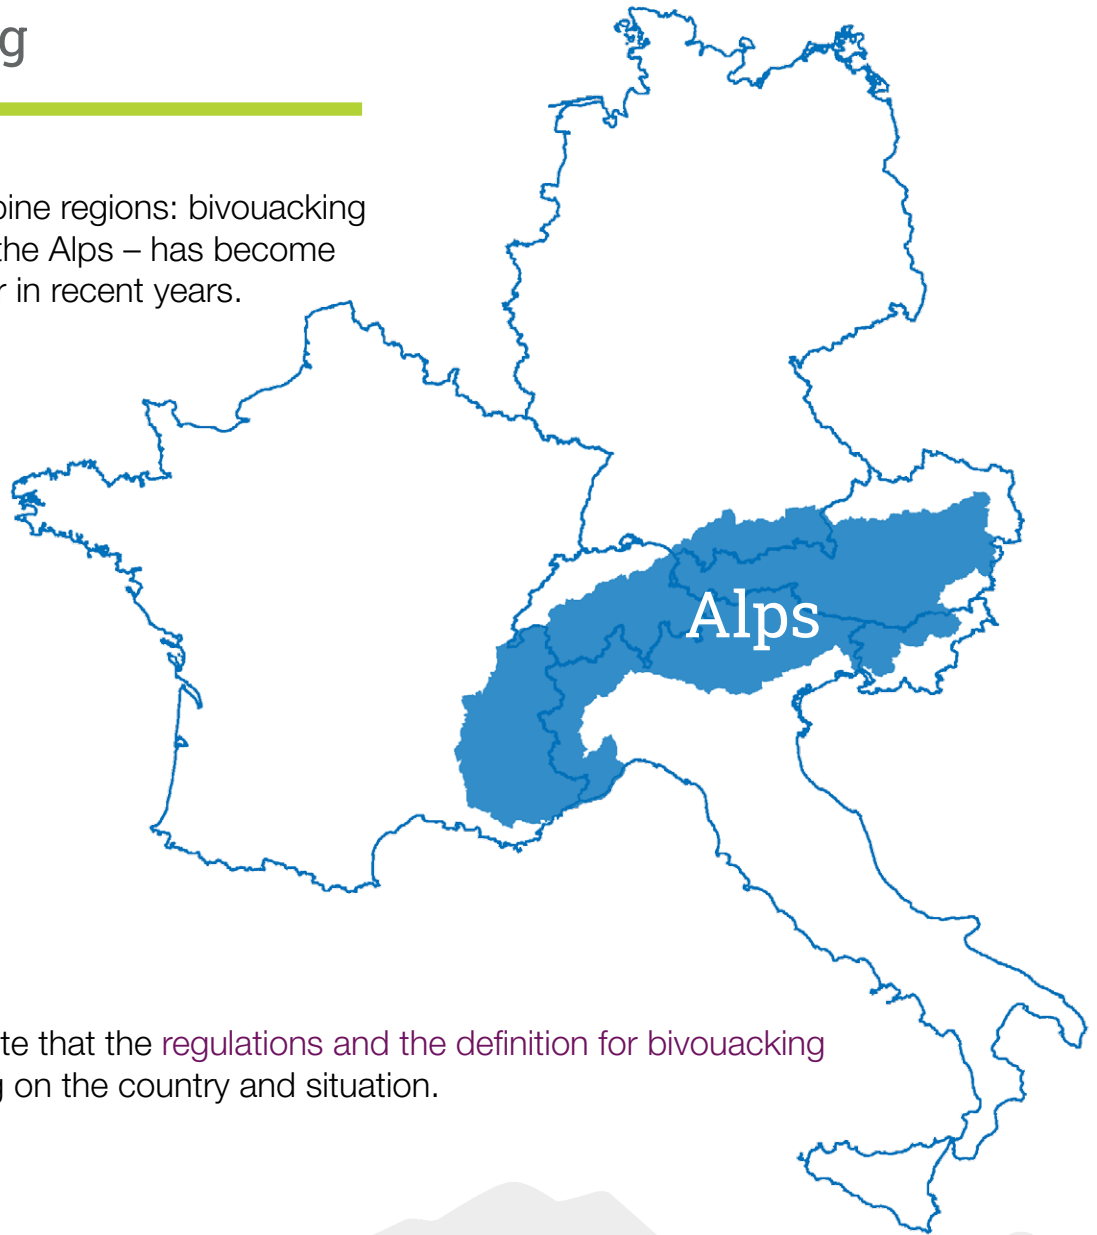 g
pine regions: bivouacking
the Alps – has become
r in recent years.
Alps
te that the regulations and the definition for bivouacking
g on the country and situation.